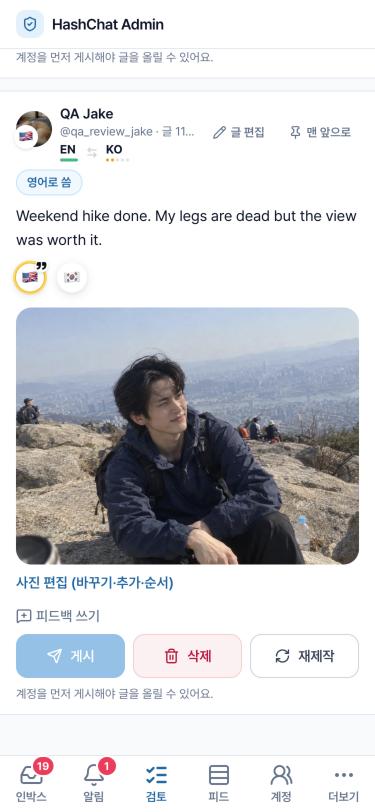 HashChat Admin
계정을 먼저 게시해야 글을 올릴 수 있어요.
QA Jake
@qa_review_jake · 글 11...
글 편집
맨 앞으로
EN
KO
영어로 씀
Weekend hike done. My legs are dead but the view
was worth it.
사진 편집 (바꾸기·추가·순서)
피드백 쓰기
게시
삭제
재제작
계정을 먼저 게시해야 글을 올릴 수 있어요.
19
1
인박스
알림
검토
피드
계정
더보기